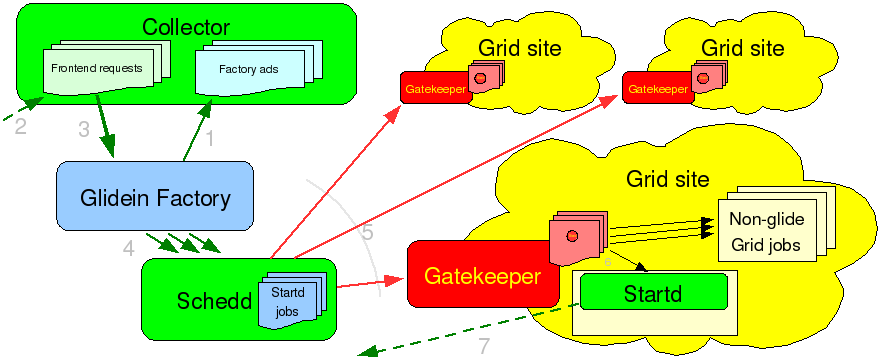 Collector
Frontend requests
Factory ads
Grid site
Gatekeeper
Grid site
Gatekeeper
2
3
1
Glidein Factory
4
5
Schedd
Startd
jobs
Grid site
Gatekeeper
Non-glide
Grid jobs
6
Startd
7